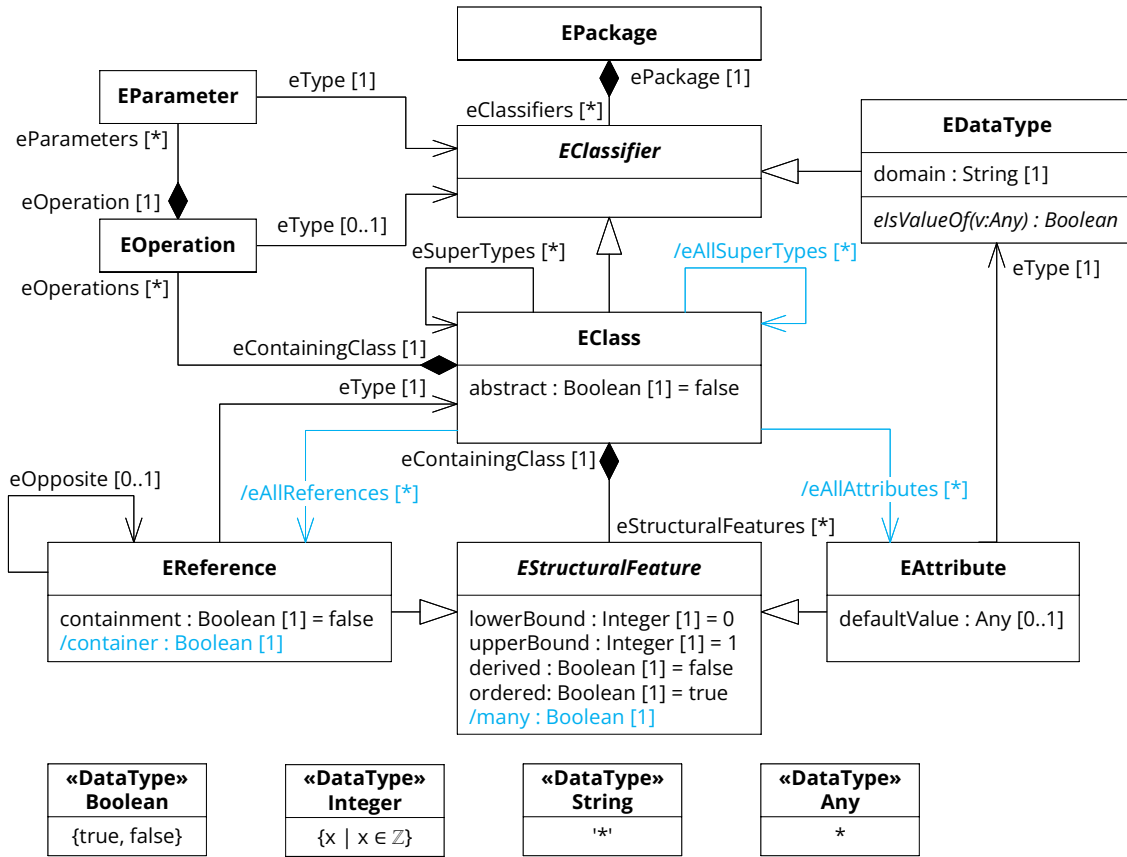 EPackage
ePackage [1]
eClassifiers [*]
EParameter
eType [1]
eParameters [*]
eOperation [1]
EOperation
eType [0..1]
eOperations [*]
EClassifier
EDataType
domain : String [1]
eIsValueOf(v:Any) : Boolean
eType [1]
eSuperTypes [*]
/eAllSuperTypes [*]
EClass
abstract : Boolean [1] = false
eContainingClass [1]
eType [1]
eContainingClass [1]
eOpposite [0..1]
/eAllReferences [*]
/eAllAttributes [*]
eStructuralFeatures [*]
EReference
containment : Boolean [1] = false
/container : Boolean [1]
EStructuralFeature
lowerBound : Integer [1] = 0
upperBound : Integer [1] = 1
derived : Boolean [1] = false
ordered: Boolean [1] = true
/many : Boolean [1]
EAttribute
defaultValue : Any [0..1]
«DataType»
Boolean
{true, false}
«DataType»
Integer
{x | x ∈ ℤ}
«DataType»
String
'*'
«DataType»
Any
*